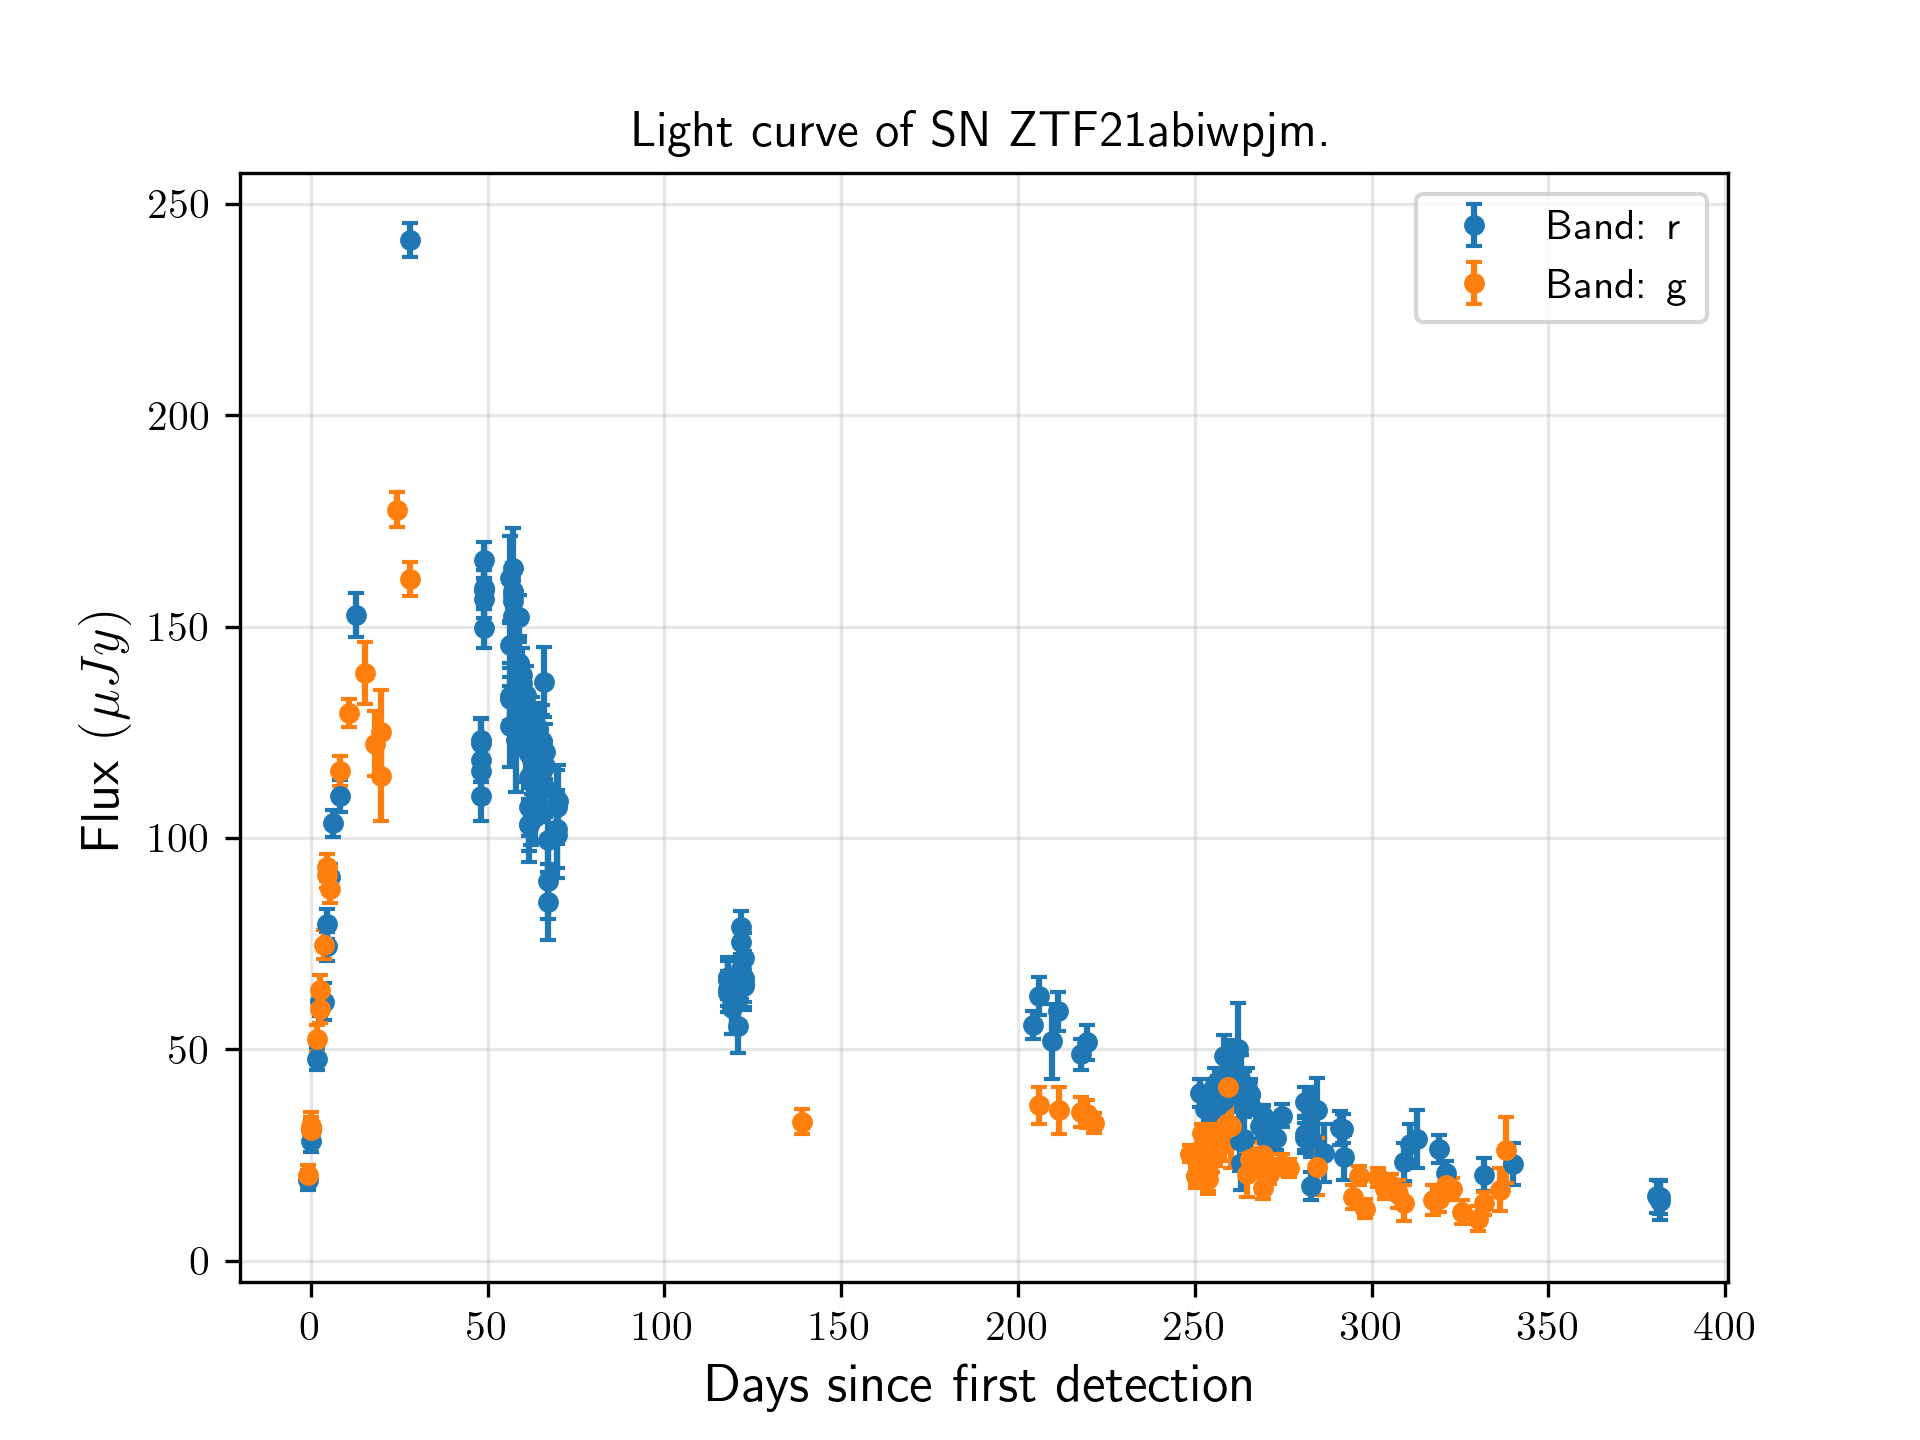 Light curve of SN ZTF21abiwpjm.
Band: r
Band: g
250
200
150
100
50
0
Flux (μJy)
0 50 100 150 200 250 300 350 400
Days since first detection